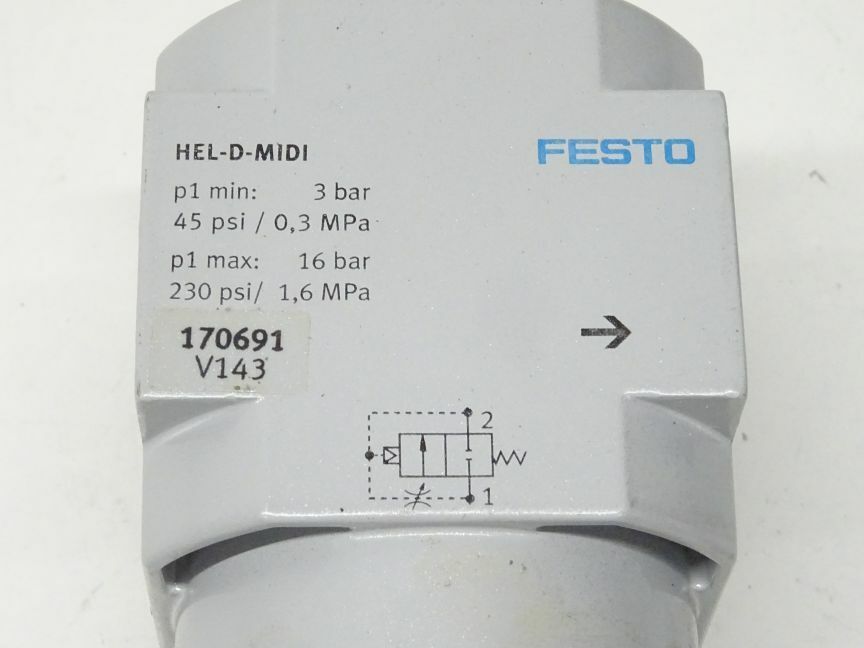 HEL-D-MIDI
FESTO
p1 min: 3 bar
45 psi / 0,3 MPa
p1 max: 16 bar
230 psi/ 1,6 MPa
170691
V143
2
1